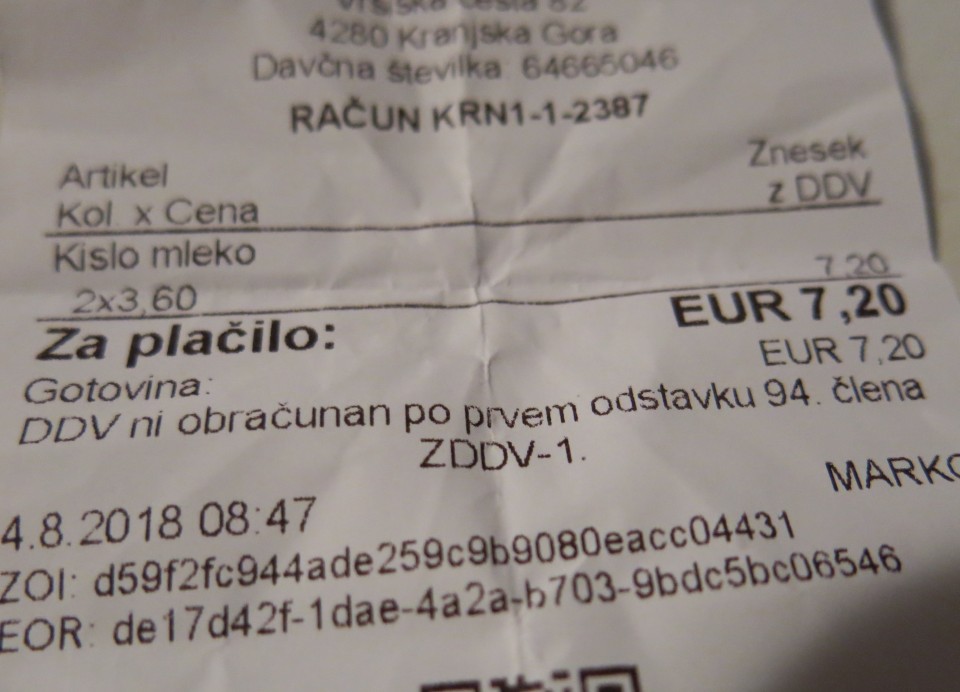 4280 Kranjska Gora
Davčna številka: 64665046
RAČUN KRN1-1-2387
Artikel Znesek
Kol. x Cena z DDV
Kislo mleko
2x3,60 7,20
Za plačilo: EUR 7,20
Gotovina: EUR 7,20
DDV ni obračunan po prvem odstavku 94. člena
ZDDV-1.
MARKO
4.8.2018 08:47
ZOI: d59f2fc944ade259c9b9080eacc04431
EOR: de17d42f-1dae-4a2a-b703-9bdc5bc06546